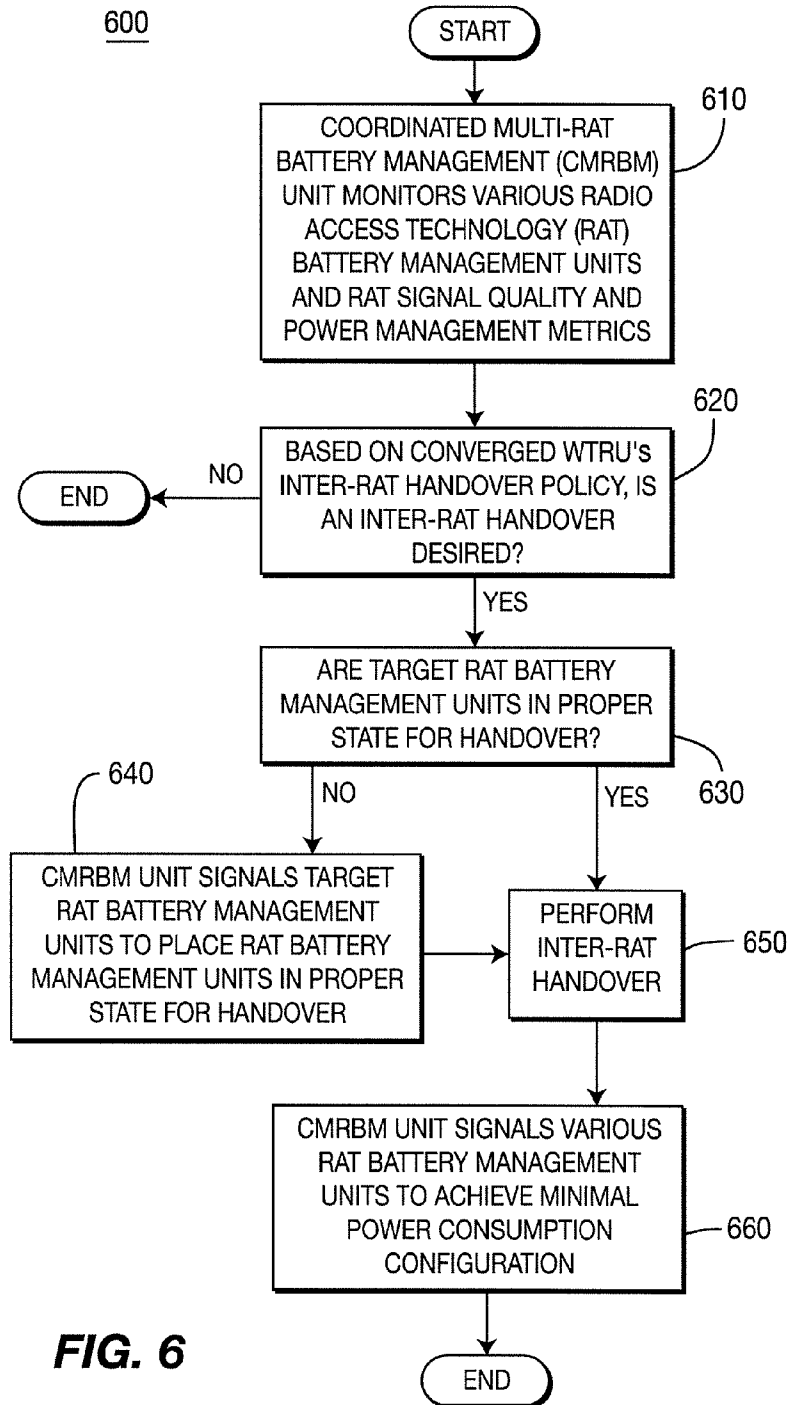 600
START
610
COORDINATED MULTI-RAT
BATTERY MANAGEMENT (CMRBM)
UNIT MONITORS VARIOUS RADIO
ACCESS TECHNOLOGY (RAT)
BATTERY MANAGEMENT UNITS
AND RAT SIGNAL QUALITY AND
POWER MANAGEMENT METRICS
620
BASED ON CONVERGED WTRU's
INTER-RAT HANDOVER POLICY, IS
AN INTER-RAT HANDOVER
DESIRED?
NO
END
YES
ARE TARGET RAT BATTERY
MANAGEMENT UNITS IN PROPER
STATE FOR HANDOVER?
630
640
NO
YES
CMRBM UNIT SIGNALS TARGET
RAT BATTERY MANAGEMENT
UNITS TO PLACE RAT BATTERY
MANAGEMENT UNITS IN PROPER
STATE FOR HANDOVER
PERFORM
INTER-RAT
HANDOVER
650
CMRBM UNIT SIGNALS VARIOUS
RAT BATTERY MANAGEMENT
UNITS TO ACHIEVE MINIMAL
POWER CONSUMPTION
CONFIGURATION
660
FIG. 6
END